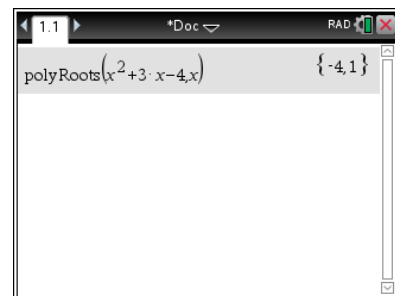 1.1 *Doc RAD
polyRoots(x²+3·x−4,x) {-4,1}